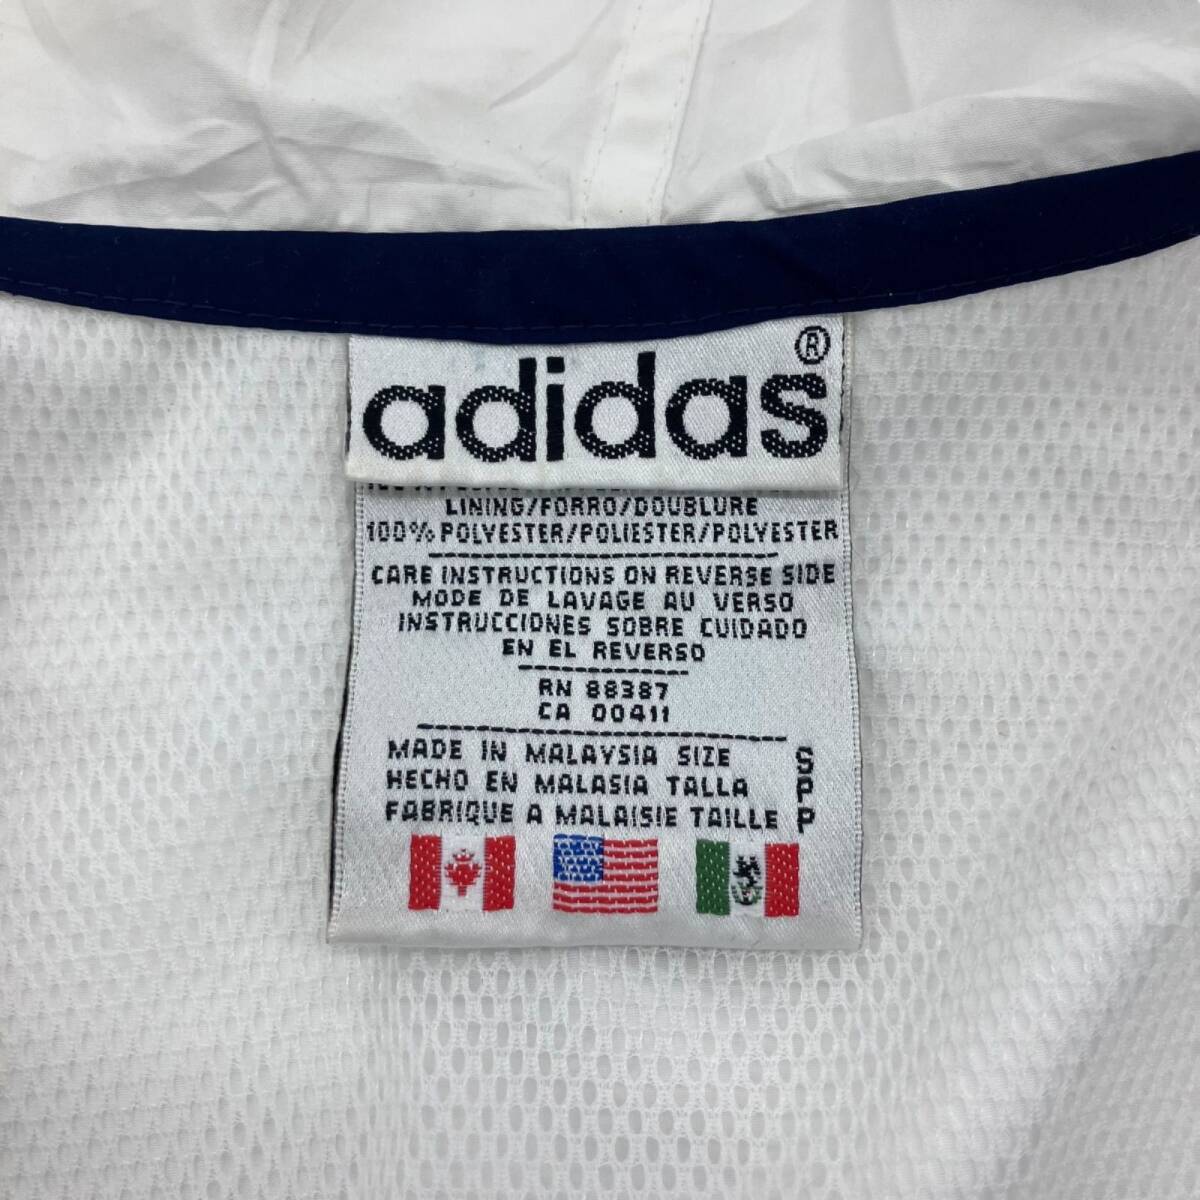 adidas®
LINING/FORRO/DOUBLURE
100% POLYESTER/POLIESTER/POLYESTER
CARE INSTRUCTIONS ON REVERSE SIDE
MODE DE LAVAGE AU VERSO
INSTRUCCIONES SOBRE CUIDADO
EN EL REVERSO
RN 88387
CA 00411
MADE IN MALAYSIA SIZE S
HECHO EN MALASIA TALLA P
FABRIQUE A MALAISIE TAILLE P